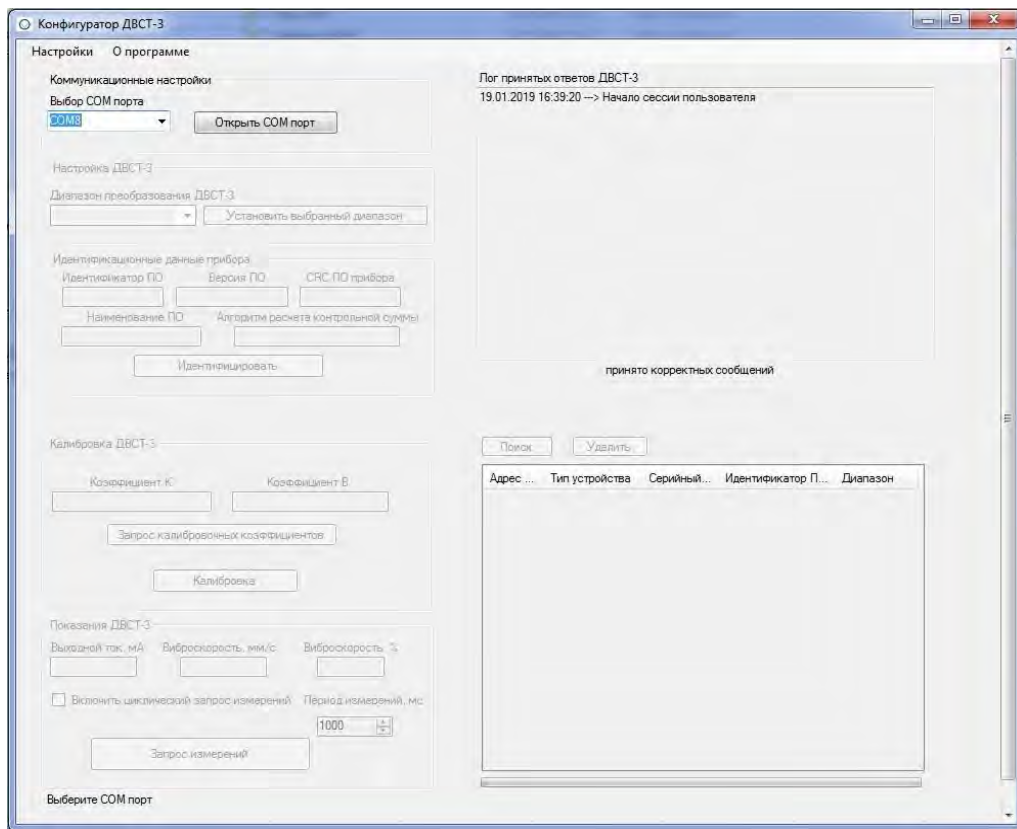 Конфигуратор ДВСТ-3
Настройки О программе
Коммуникационные настройки
Выбор COM порта
COM8
Открыть COM порт
Настройка ДВСТ-3
Диапазон преобразования ДВСТ-3
Установить выбранный диапазон
Идентификационные данные прибора
Идентификатор ПО Версия ПО CRC ПО прибора
Наименование ПО Алгоритм расчета контрольной суммы
Идентифицировать
Калибровка ДВСТ-3
Коэффициент К Коэффициент В
Запрос калибровочных коэффициентов
Калибровка
Показания ДВСТ-3
Выходной ток, мА Виброскорость, мм/с Виброскорость, %
Включить циклический запрос измерений Период измерений, мс
1000
Запрос измерений
Выберите COM порт
Лог принятых ответов ДВСТ-3
19.01.2019 16:39:20 ---> Начало сессии пользователя
принято корректных сообщений
Поиск Удалить
Адрес ... Тип устройства Серийный... Идентификатор П... Диапазон